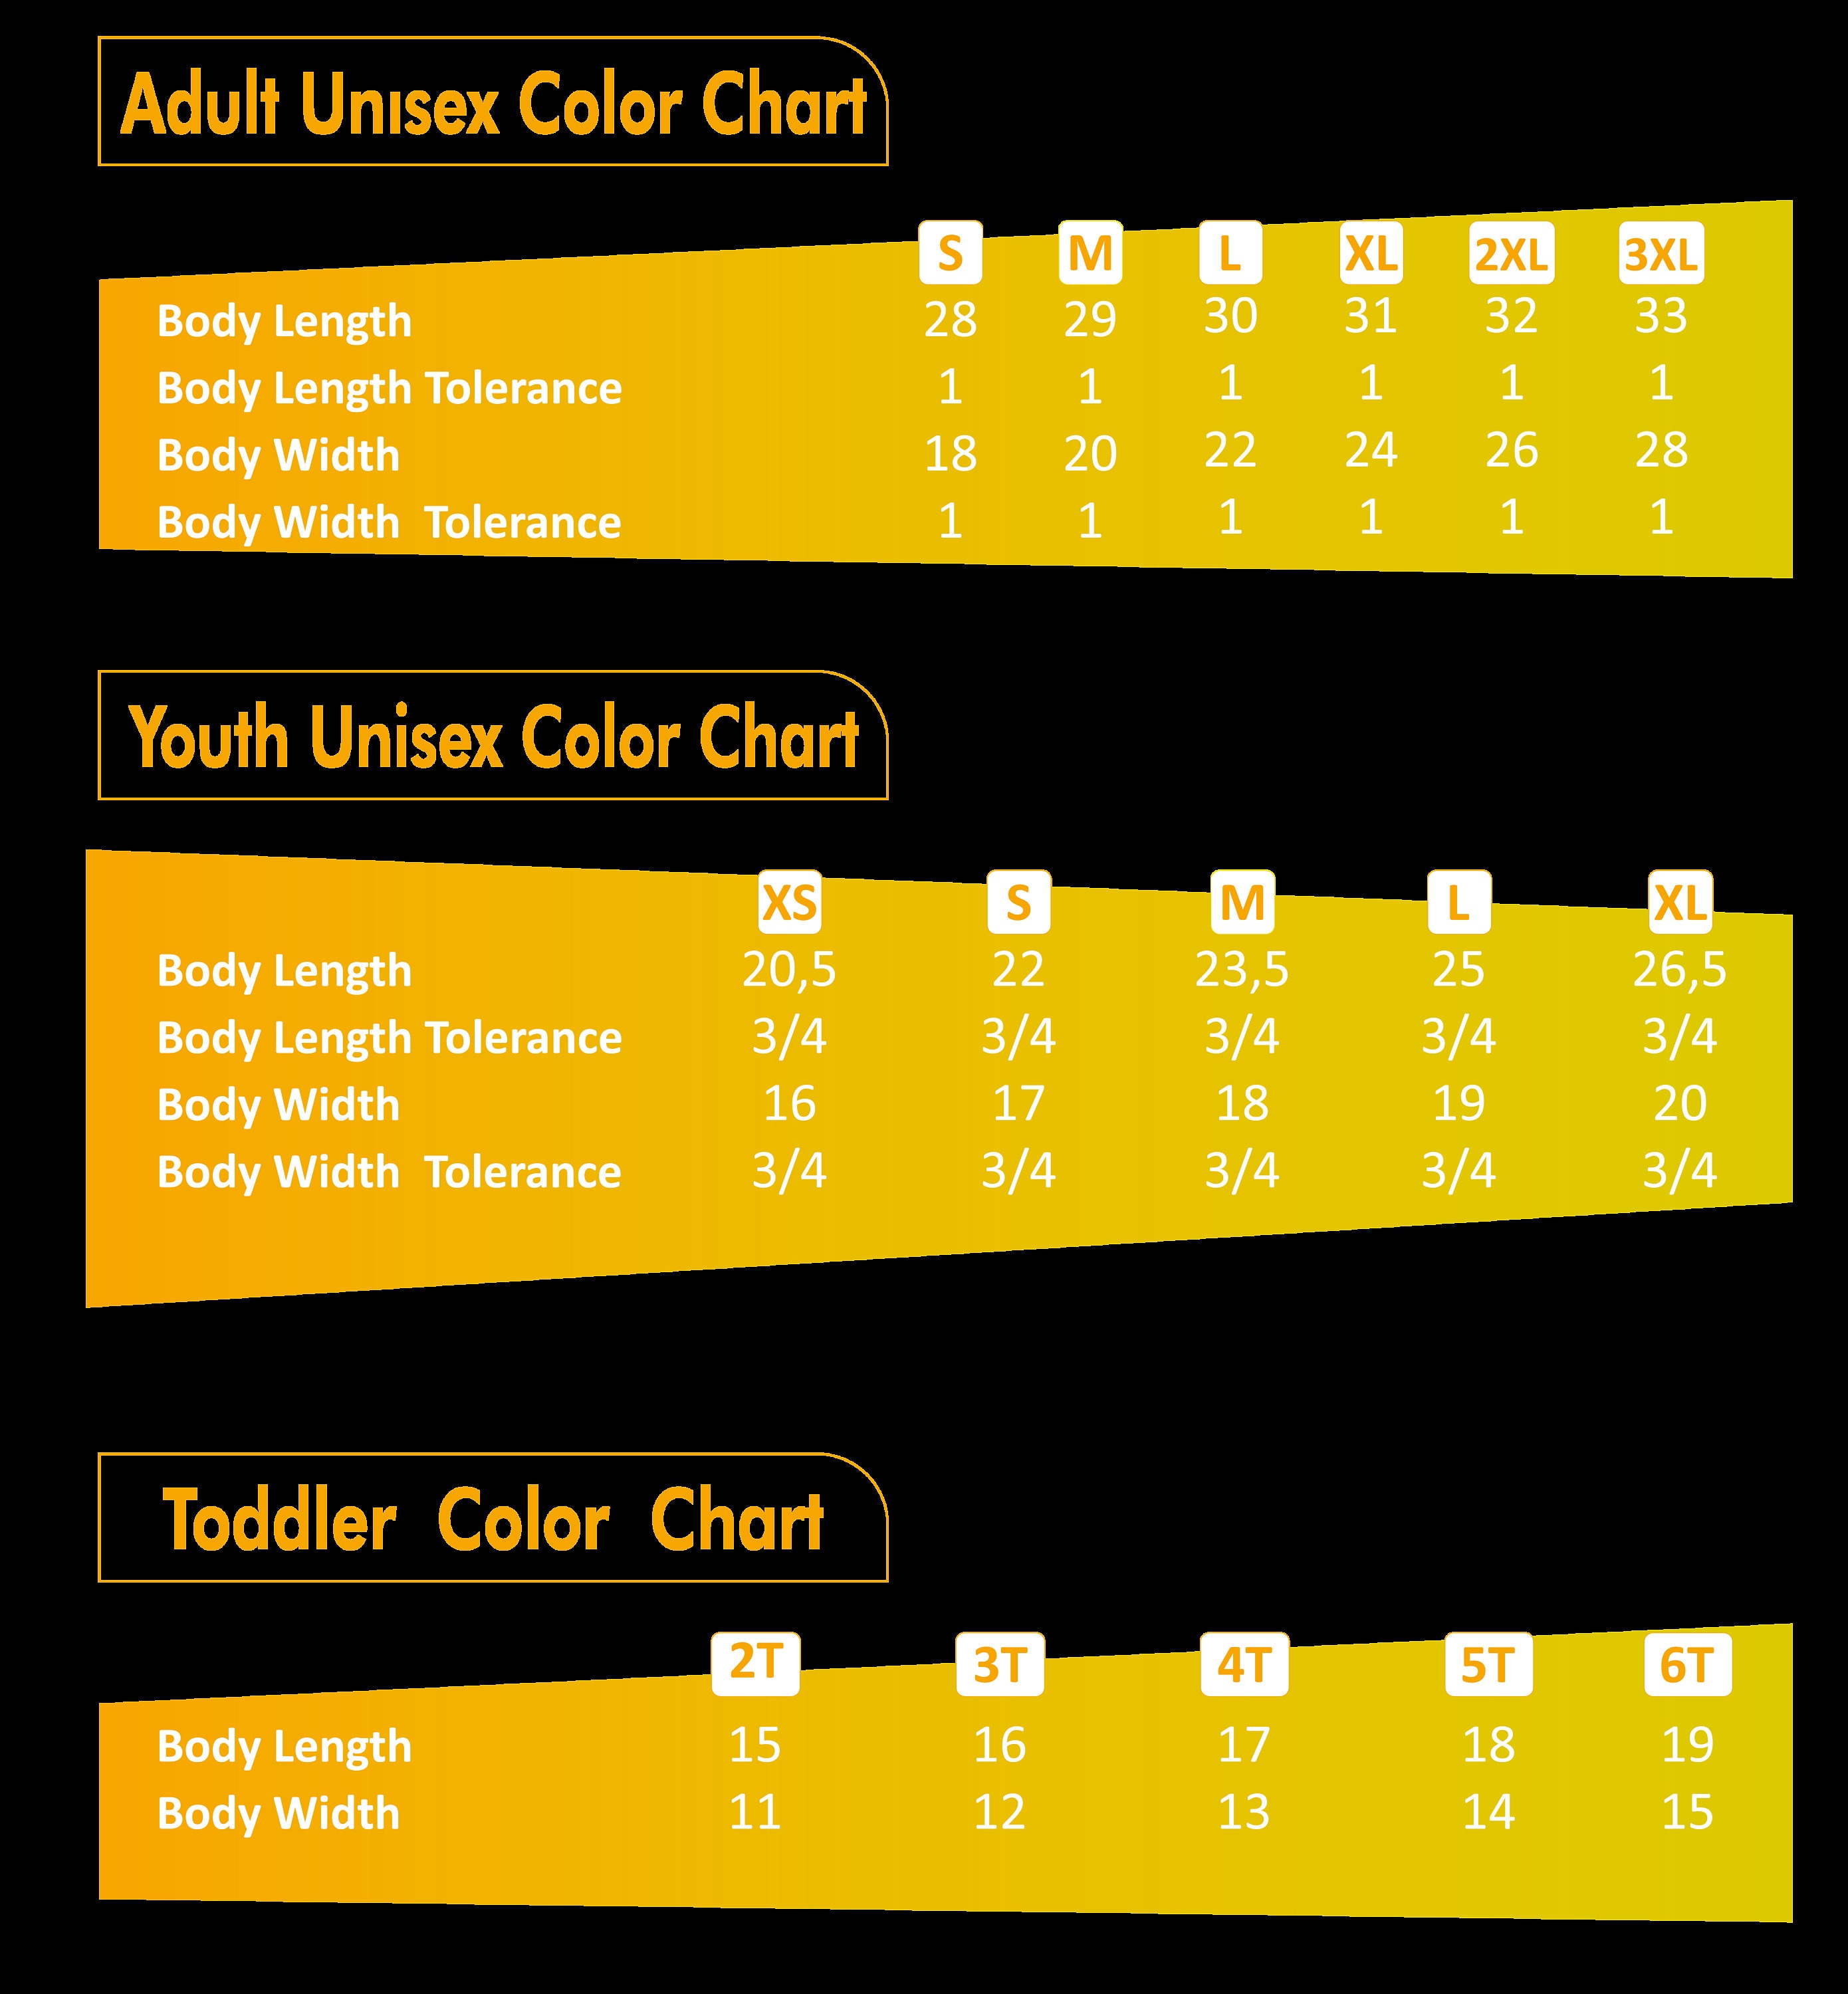 Adult Unisex Color Chart
S M L XL 2XL 3XL
Body Length 28 29 30 31 32 33
Body Length Tolerance 1 1 1 1 1 1
Body Width 18 20 22 24 26 28
Body Width Tolerance 1 1 1 1 1 1
Youth Unisex Color Chart
XS S M L XL
Body Length 20,5 22 23,5 25 26,5
Body Length Tolerance 3/4 3/4 3/4 3/4 3/4
Body Width 16 17 18 19 20
Body Width Tolerance 3/4 3/4 3/4 3/4 3/4
Toddler Color Chart
2T 3T 4T 5T 6T
Body Length 15 16 17 18 19
Body Width 11 12 13 14 15